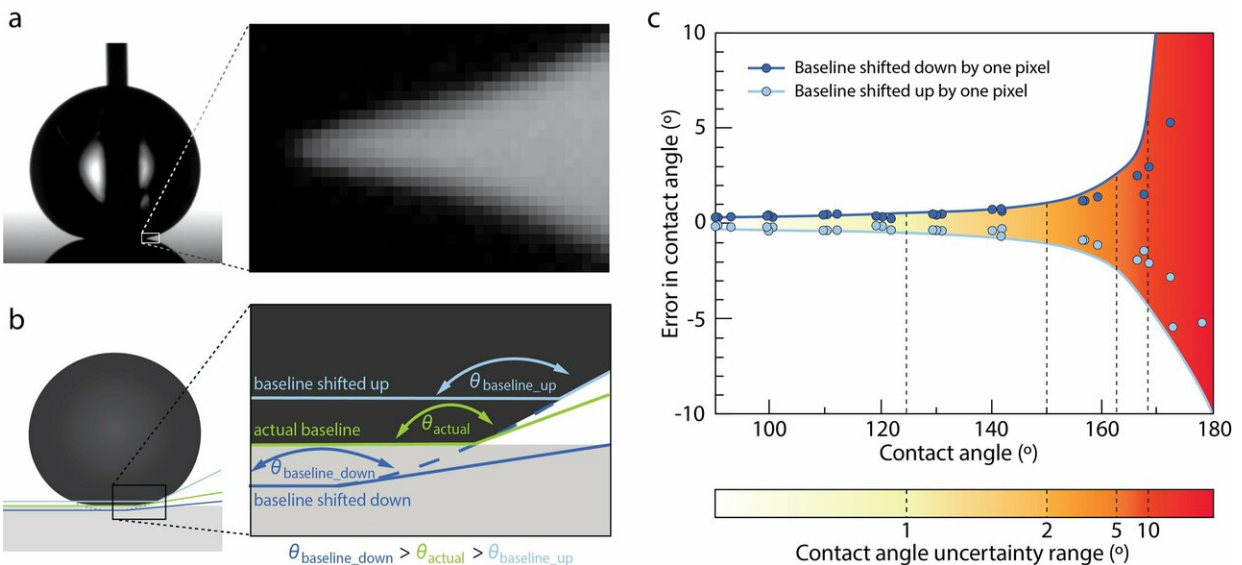 a
b
baseline shifted up
θbaseline_up
actual baseline
θactual
θbaseline_down
baseline shifted down
θbaseline_down > θactual > θbaseline_up
c
Baseline shifted down by one pixel
Baseline shifted up by one pixel
Error in contact angle (º)
10
5
0
-5
-10
100 120 140 160 180
Contact angle (º)
1 2 5 10
Contact angle uncertainty range (º)